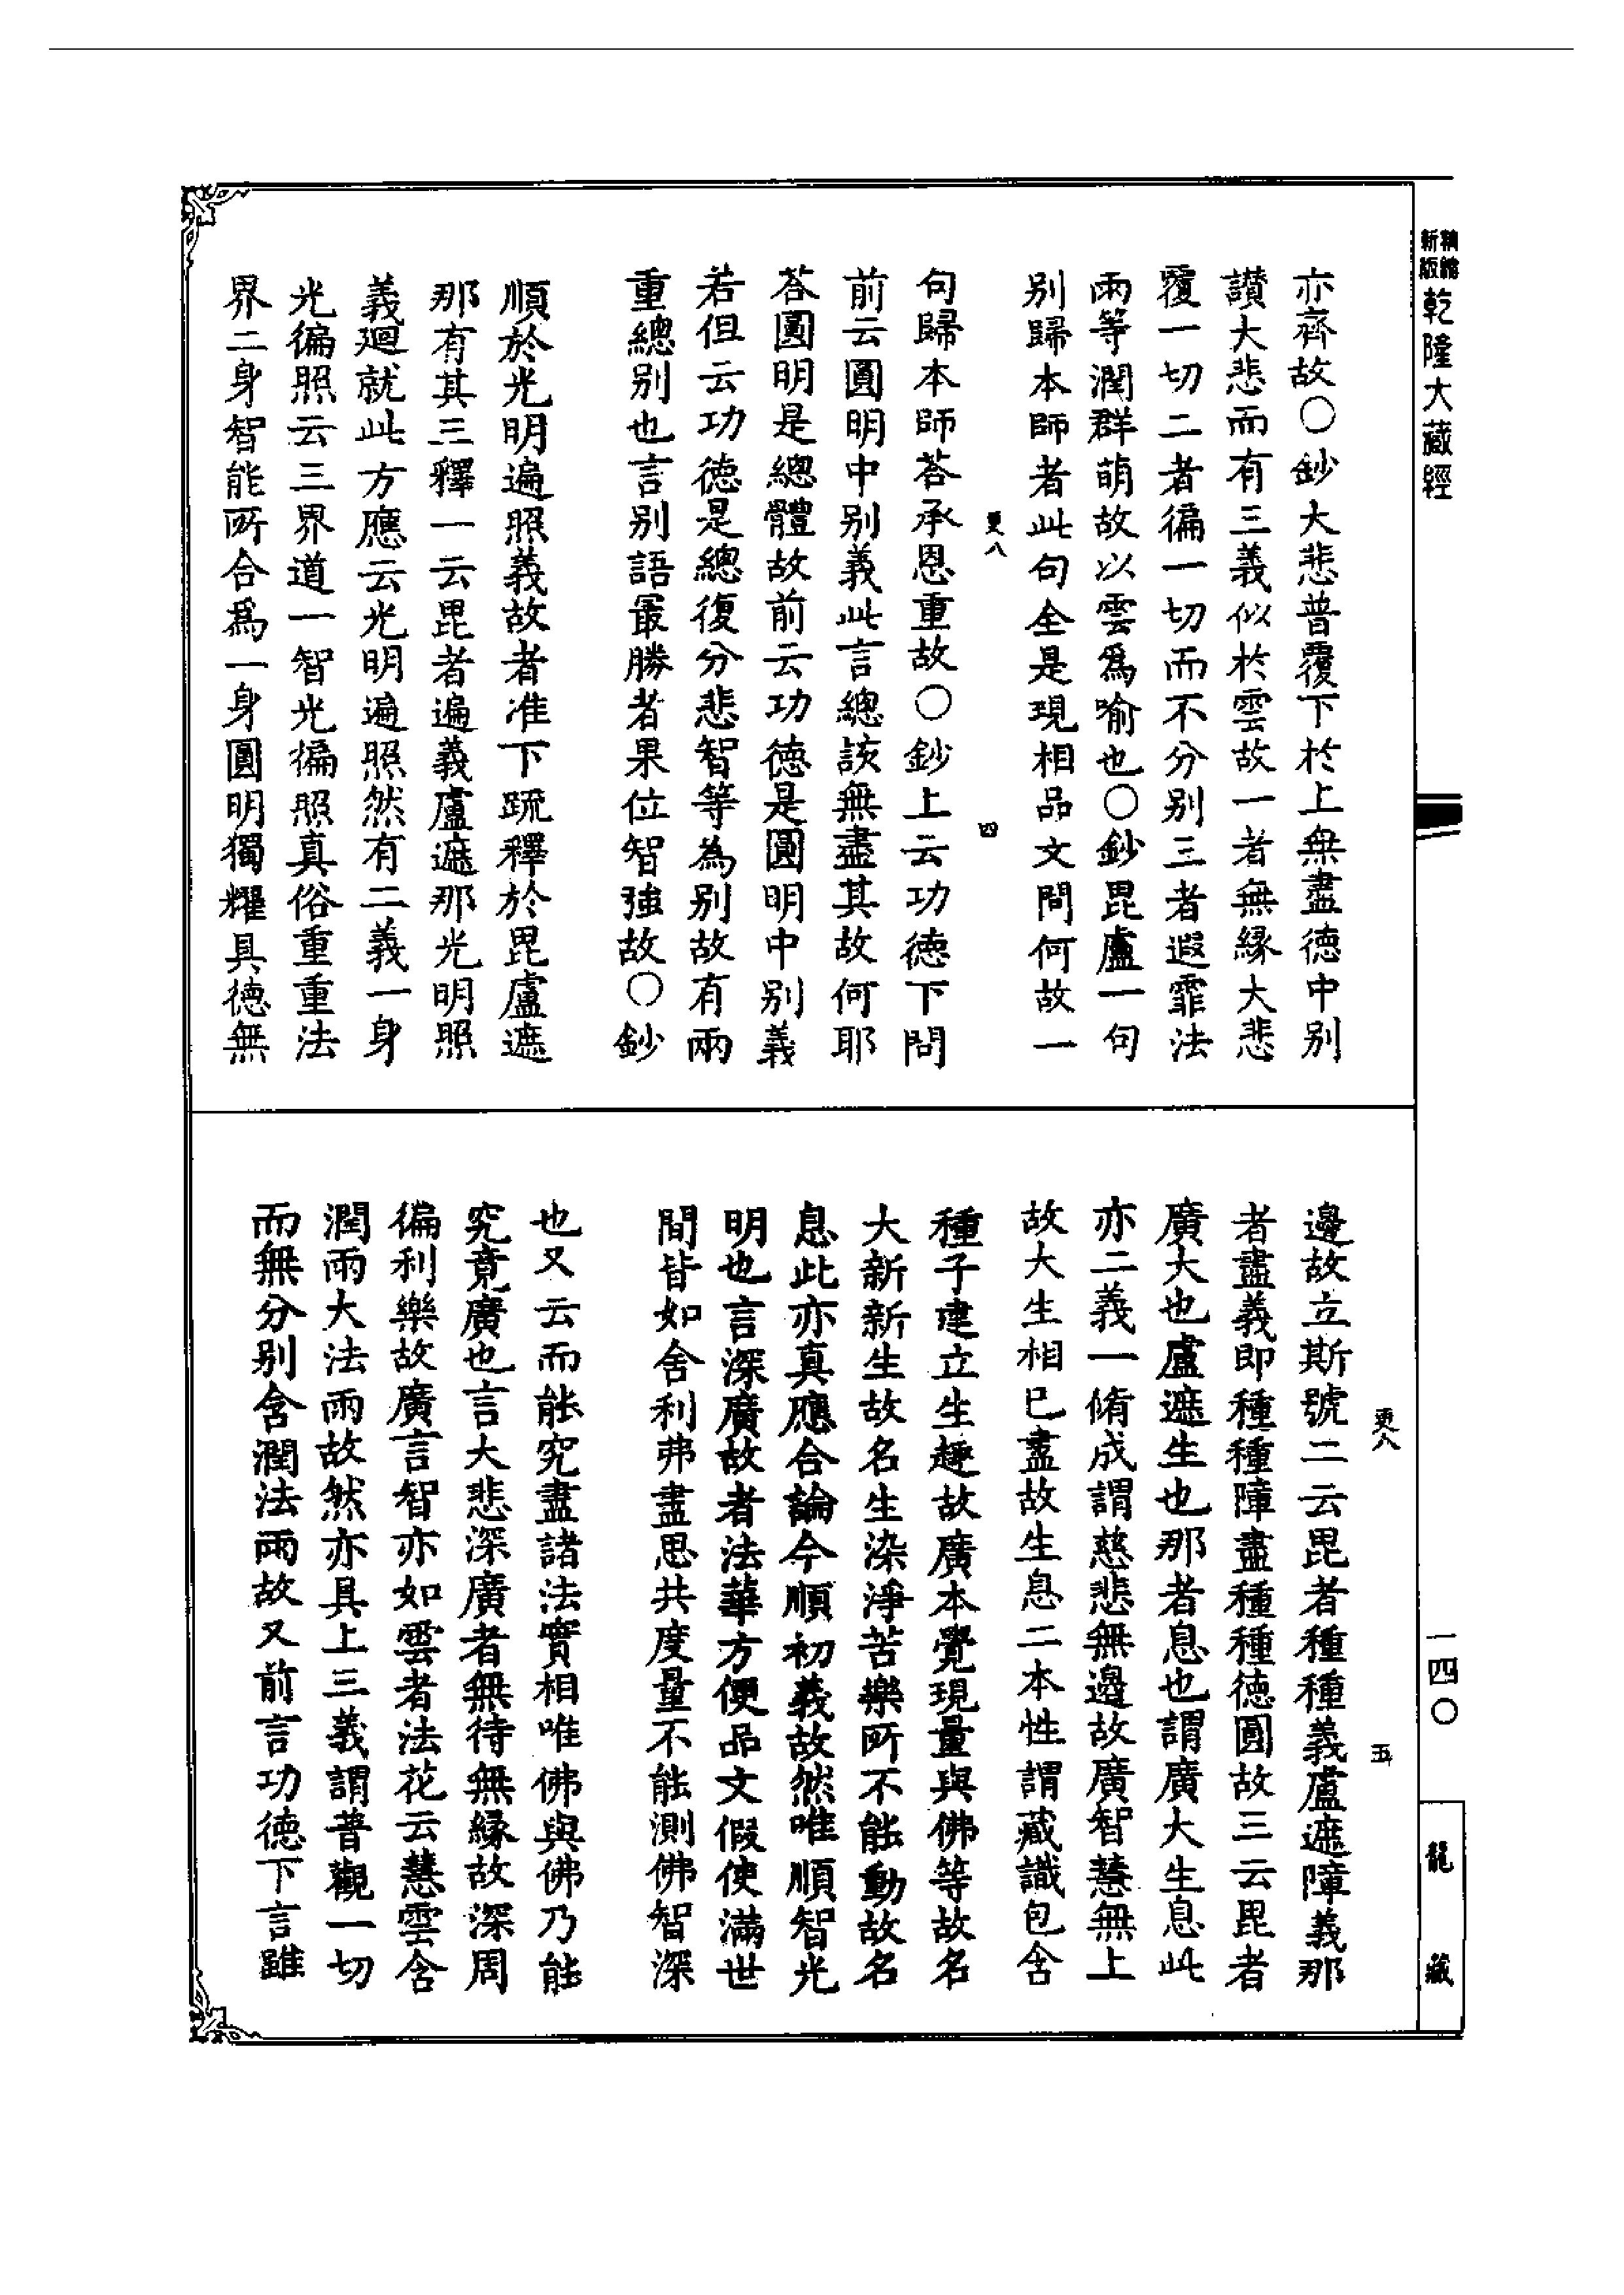 精縮
新版
乾隆大藏經
亦齊故○鈔大悲普覆下於上無盡德中別
讚大悲而有三義似於雲故一者無緣大悲
覆一切二者徧一切而不分別三者遐霏法
雨等潤群萌故以雲爲喻也○鈔毘盧一句
別歸本師者此句全是現相品文問何故一
更八
四
句歸本師荅承恩重故○鈔上云功德下問
前云圓明中別義此言總該無盡其故何耶
荅圓明是總體故前云功德是圓明中別義
若但云功德是總復分悲智等為別故有兩
重總別也言別語最勝者果位智強故○鈔
順於光明遍照義故者准下疏釋於毘盧遮
那有其三釋一云毘者遍義盧遮那光明照
義廻就此方應云光明遍照然有二義一身
光徧照云三界道一智光徧照真俗重重法
界二身智能所合爲一身圓明獨耀具德無
更八
五
邊故立斯號二云毘者種種義盧遮障義那
者盡義即種種障盡種種德圓故三云毘者
廣大也盧遮生也那者息也謂廣大生息此
亦二義一脩成謂慈悲無邊故廣智慧無上
故大生相已盡故生息二本性謂藏識包含
種子建立生趣故廣本覺現量與佛等故名
大新新生故名生染淨苦樂所不能動故名
息此亦真應合論今順初義故然唯順智光
明也言深廣故者法華方便品文假使滿世
間皆如舍利弗盡思共度量不能測佛智深
也又云而能究盡諸法實相唯佛與佛乃能
究竟廣也言大悲深廣者無待無緣故深周
徧利樂故廣言智亦如雲者法花云慧雲含
潤雨大法雨故然亦具上三義謂普觀一切
而無分別含潤法雨故又前言功德下言雖
一四○
龍
藏